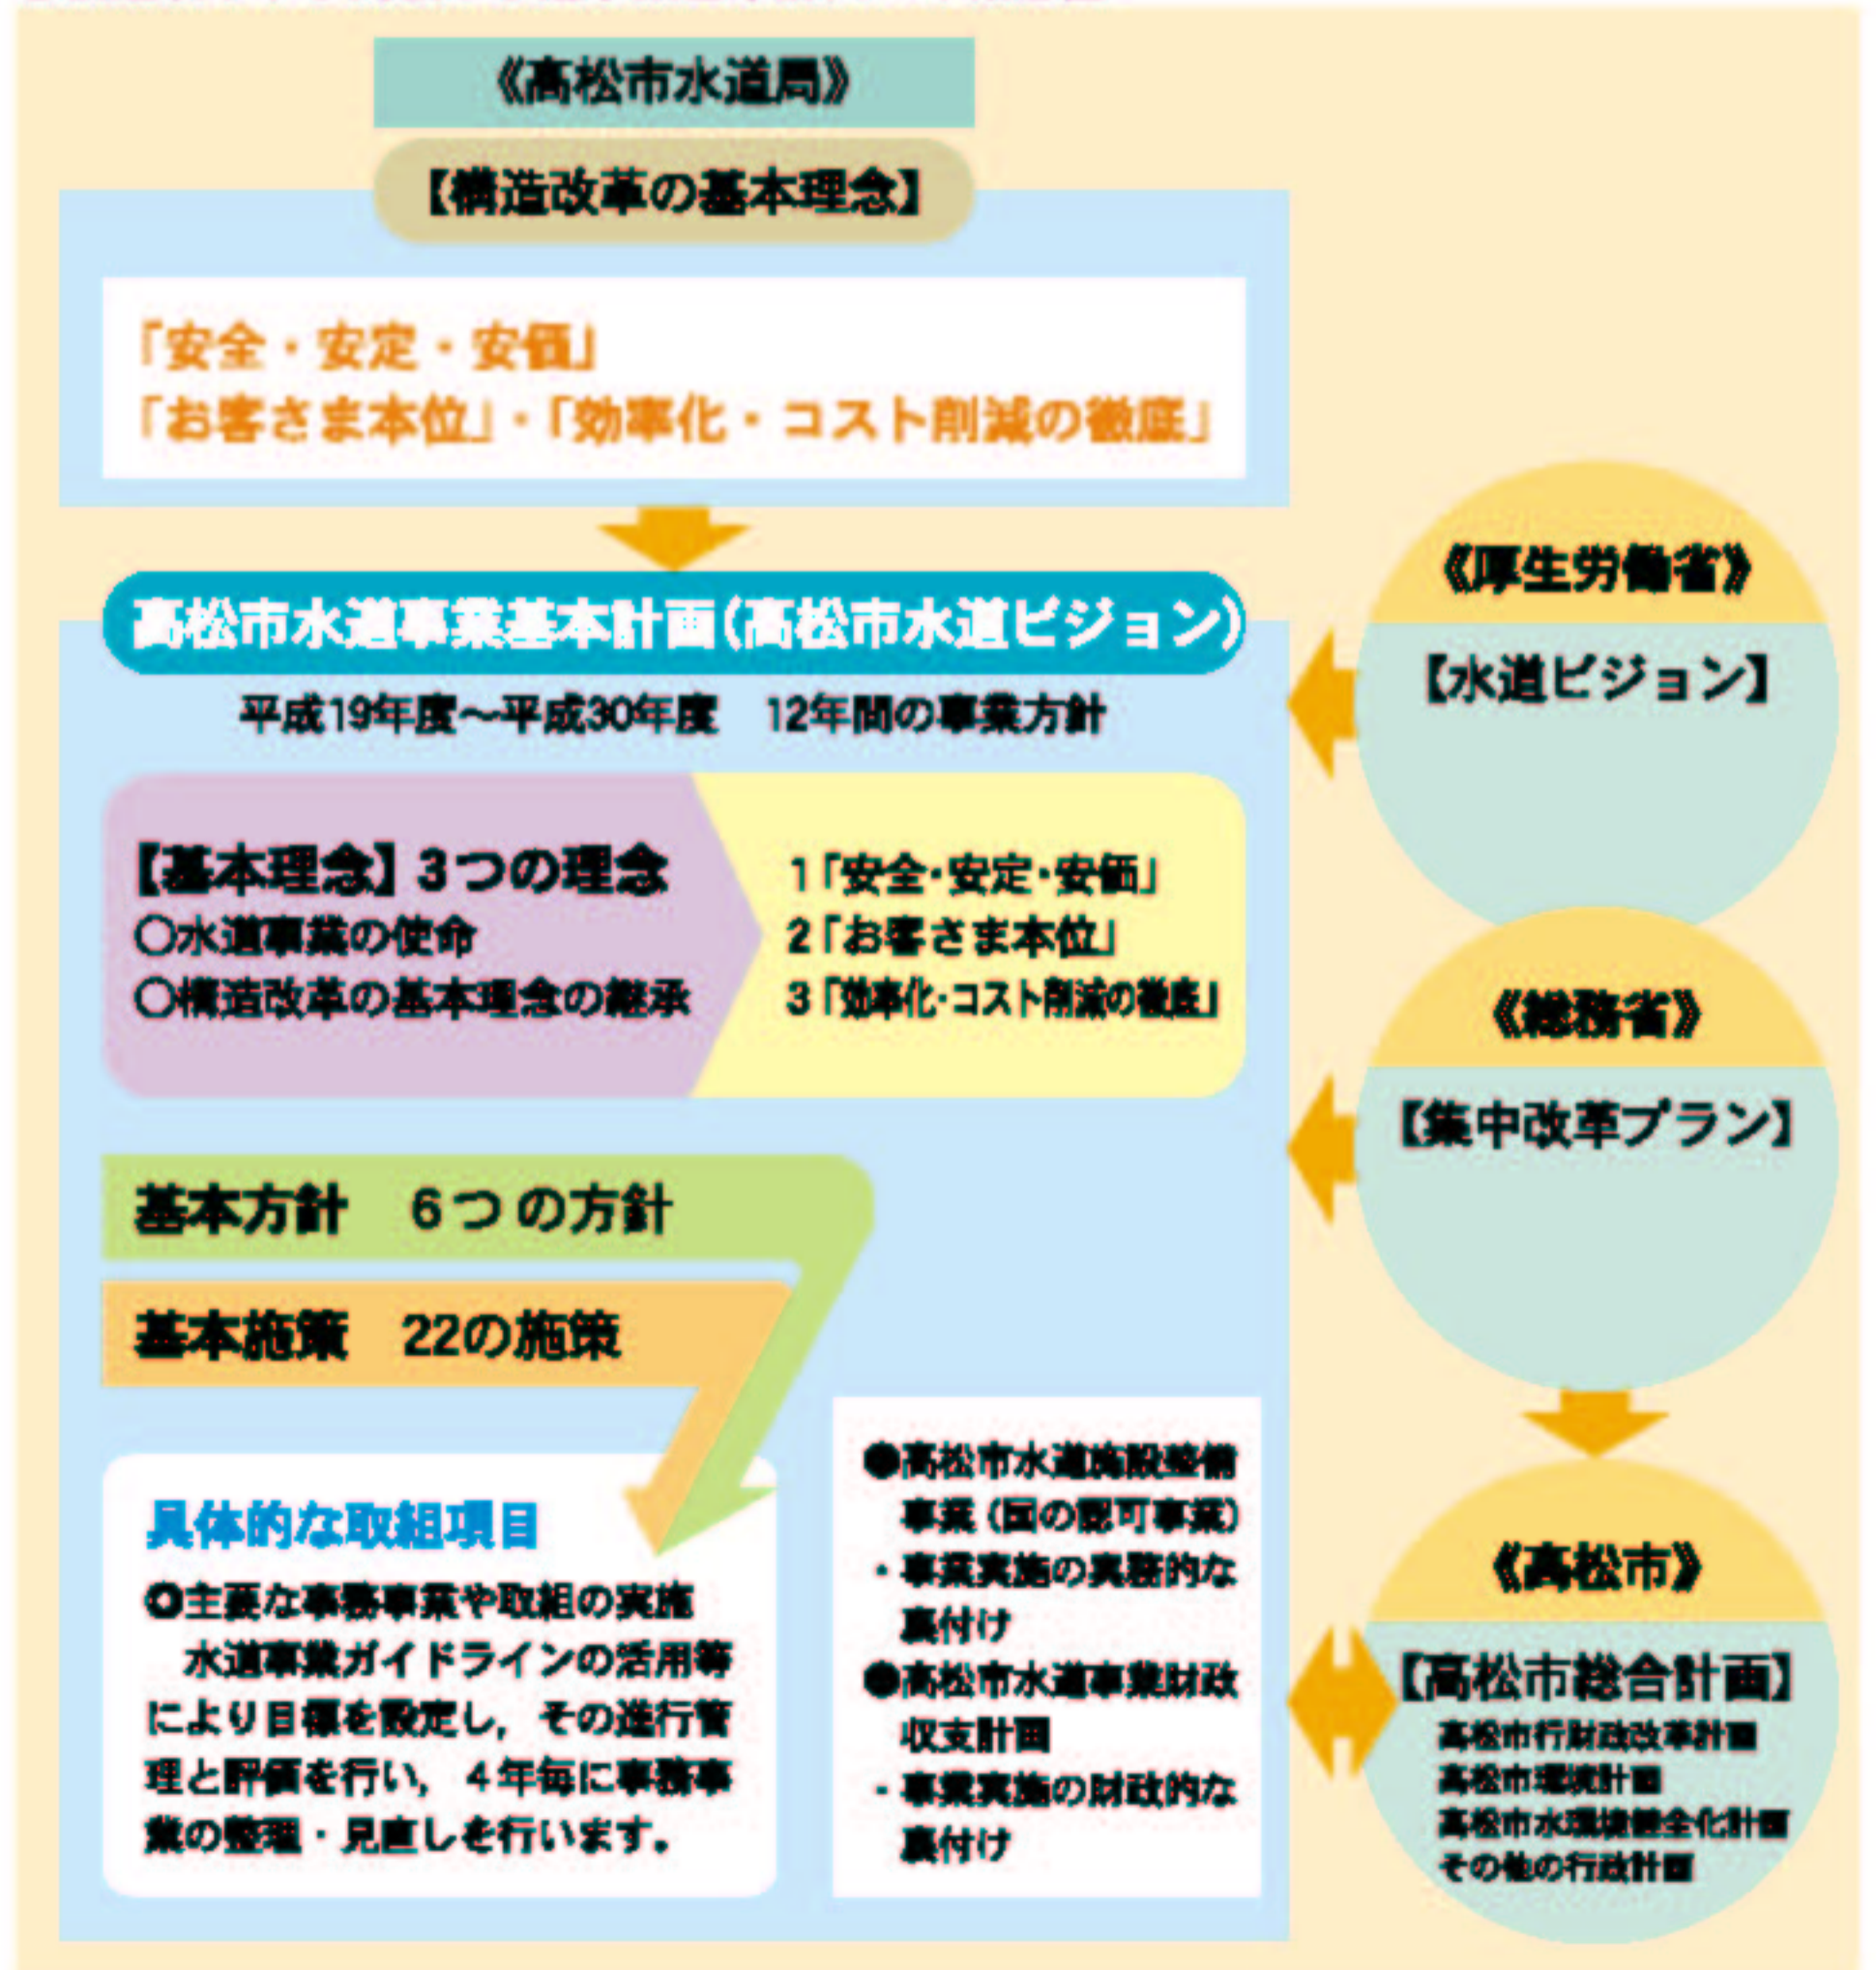 《高松市水道局》
【構造改革の基本理念】
「安全・安定・安価」
「お客さま本位」・「効率化・コスト削減の徹底」
高松市水道事業基本計画(高松市水道ビジョン)
平成19年度～平成30年度　12年間の事業方針
【基本理念】3つの理念
○水道事業の使命
○構造改革の基本理念の継承
1「安全・安定・安価」
2「お客さま本位」
3「効率化・コスト削減の徹底」
基本方針　6つの方針
基本施策　22の施策
具体的な取組項目
◎主要な事務事業や取組の実施
水道事業ガイドラインの活用等
により目標を設定し，その進行管
理と評価を行い，4年毎に事務事
業の整理・見直しを行います。
●高松市水道施設整備
事業(国の認可事業)
・事業実施の実務的な
裏付け
●高松市水道事業財政
収支計画
・事業実施の財政的な
裏付け
《厚生労働省》
【水道ビジョン】
《総務省》
【集中改革プラン】
《高松市》
【高松市総合計画】
高松市行財政改革計画
高松市環境計画
高松市水環境健全化計画
その他の行政計画